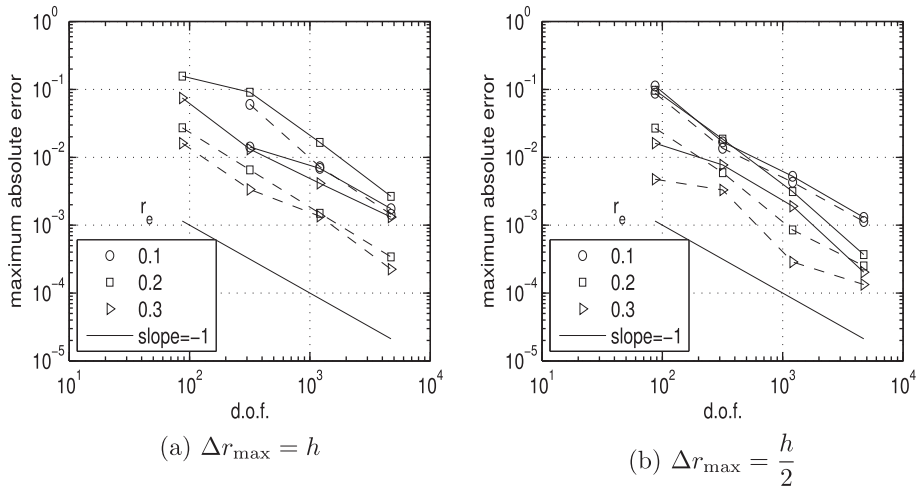 10^0
10^-1
10^-2
10^-3
10^-4
10^-5
maximum absolute error
r_e
0.1
0.2
0.3
slope=−1
10^1
10^2
10^3
10^4
d.o.f.
(a) Δr_max = h
10^0
10^-1
10^-2
10^-3
10^-4
10^-5
maximum absolute error
r_e
0.1
0.2
0.3
slope=−1
10^1
10^2
10^3
10^4
d.o.f.
(b) Δr_max = h/2